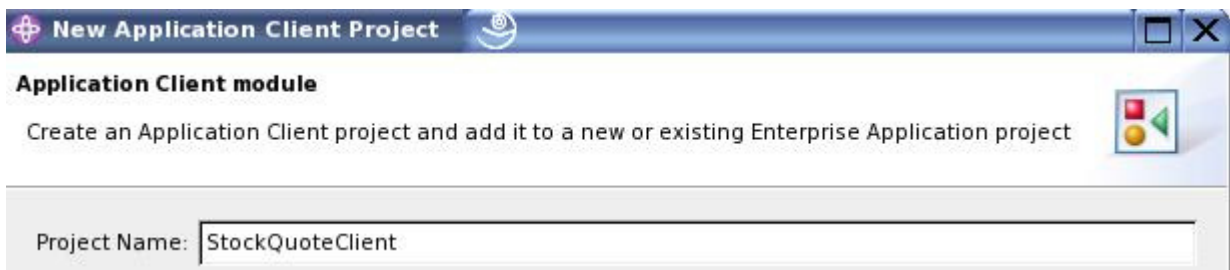 New Application Client Project
Application Client module
Create an Application Client project and add it to a new or existing Enterprise Application project
Project Name: StockQuoteClient